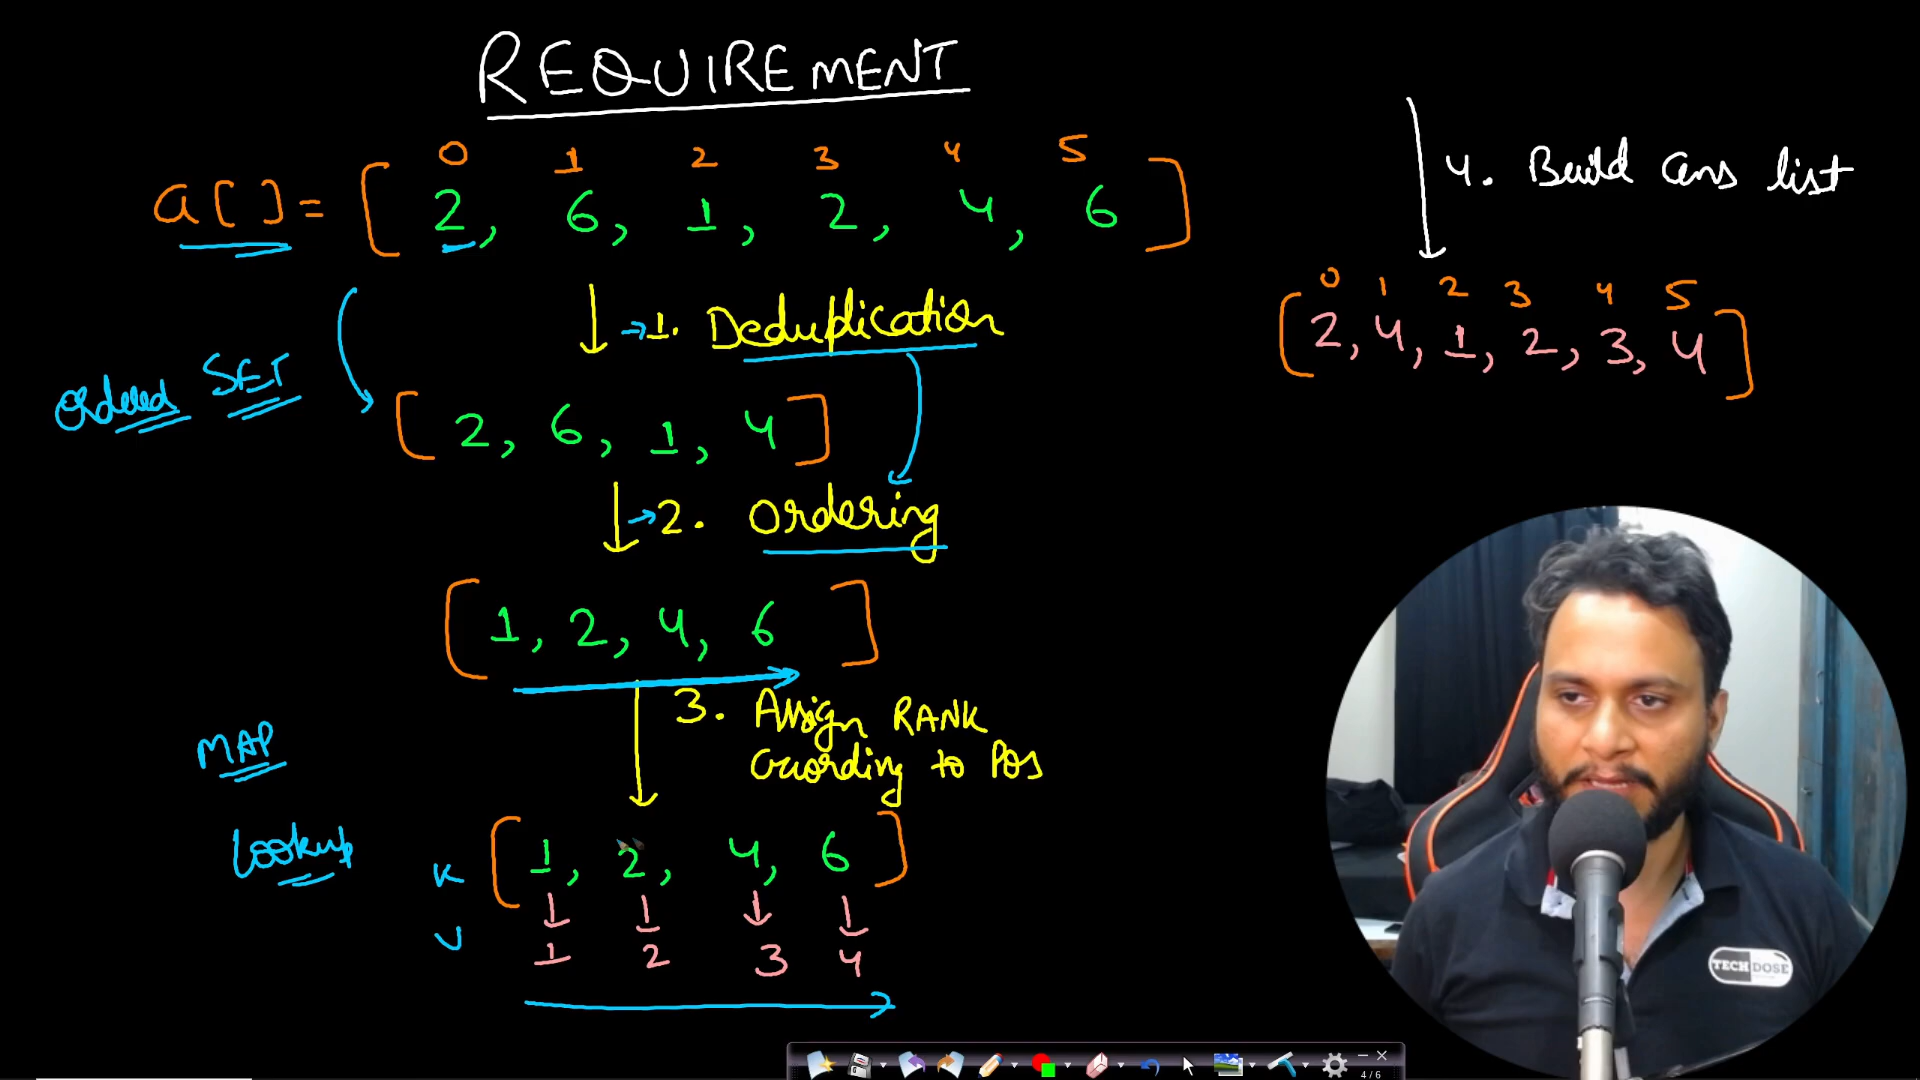 REQUIREMENT
0 1 2 3 4 5
a[] = [2, 6, 1, 2, 4, 6]
→1. Deduplication
Ordered SET
[2, 6, 1, 4]
→2. Ordering
[1, 2, 4, 6]
3. Assign RANK
according to Pos
MAP
Lookup
K [1, 2, 4, 6]
V 1 2 3 4
4. Build ans list
0 1 2 3 4 5
[2, 4, 1, 2, 3, 4]
TECH DOSE
4/6